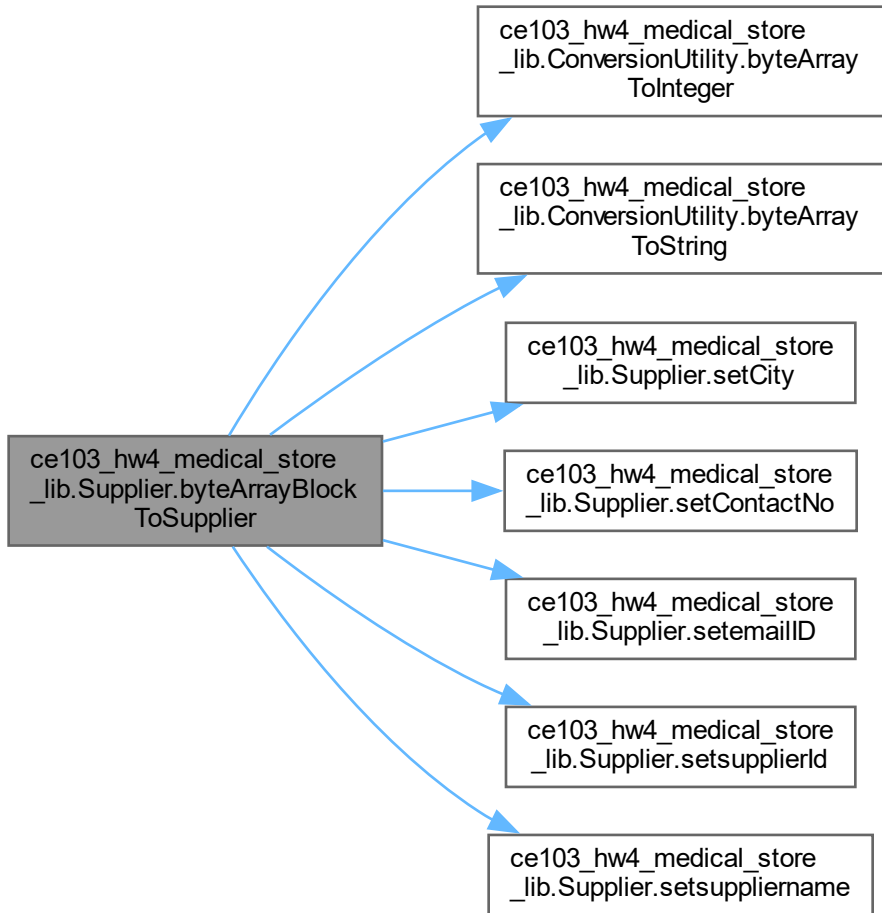 ce103_hw4_medical_store
_lib.ConversionUtility.byteArray
ToInteger
ce103_hw4_medical_store
_lib.ConversionUtility.byteArray
ToString
ce103_hw4_medical_store
_lib.Supplier.setCity
ce103_hw4_medical_store
_lib.Supplier.byteArrayBlock
ToSupplier
ce103_hw4_medical_store
_lib.Supplier.setContactNo
ce103_hw4_medical_store
_lib.Supplier.setemailID
ce103_hw4_medical_store
_lib.Supplier.setsupplierId
ce103_hw4_medical_store
_lib.Supplier.setsuppliername